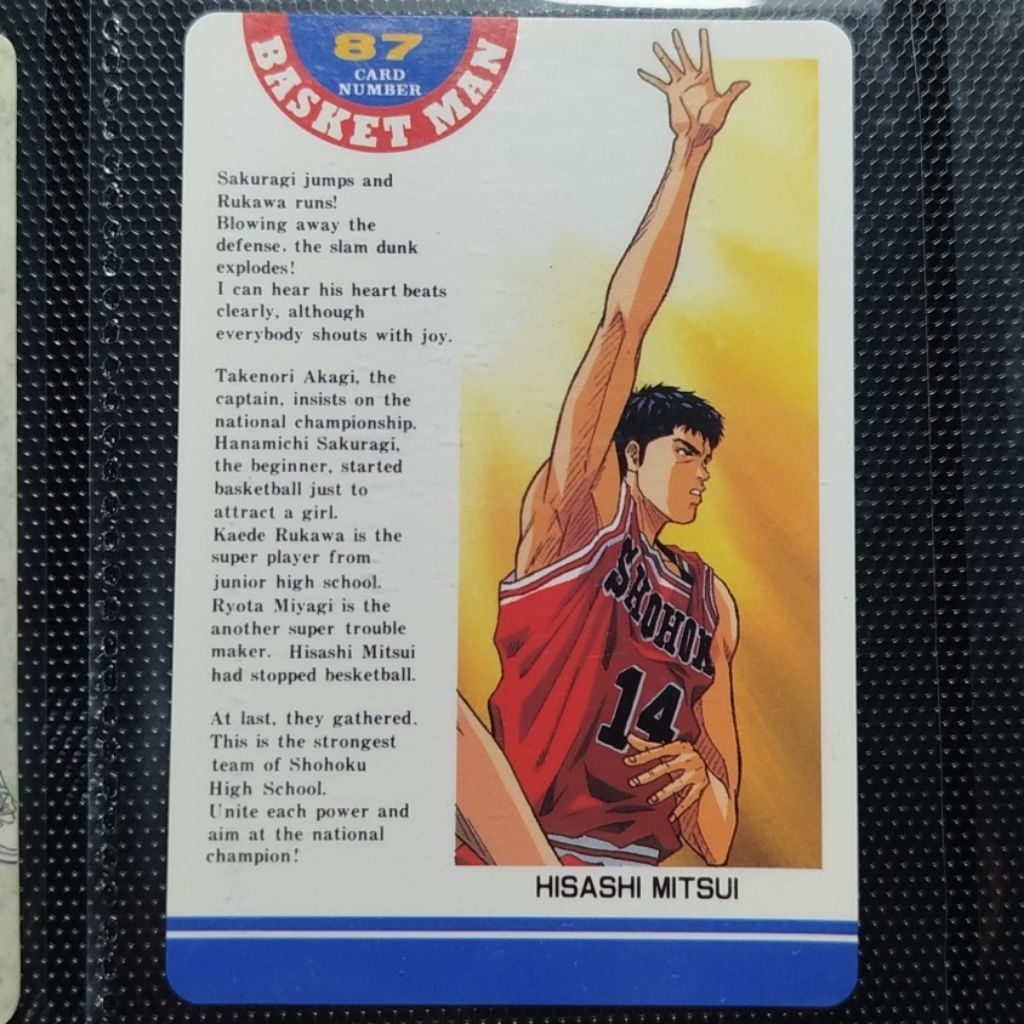 87
CARD
NUMBER
BASKET MAN
Sakuragi jumps and
Rukawa runs!
Blowing away the
defense, the slam dunk
explodes!
I can hear his heart beats
clearly, although
everybody shouts with joy.
Takenori Akagi, the
captain, insists on the
national championship.
Hanamichi Sakuragi,
the beginner, started
basketball just to
attract a girl.
Kaede Rukawa is the
super player from
junior high school.
Ryota Miyagi is the
another super trouble
maker. Hisashi Mitsui
had stopped besketball.
At last, they gathered.
This is the strongest
team of Shohoku
High School.
Unite each power and
aim at the national
champion!
SHOHOK
14
HISASHI MITSUI